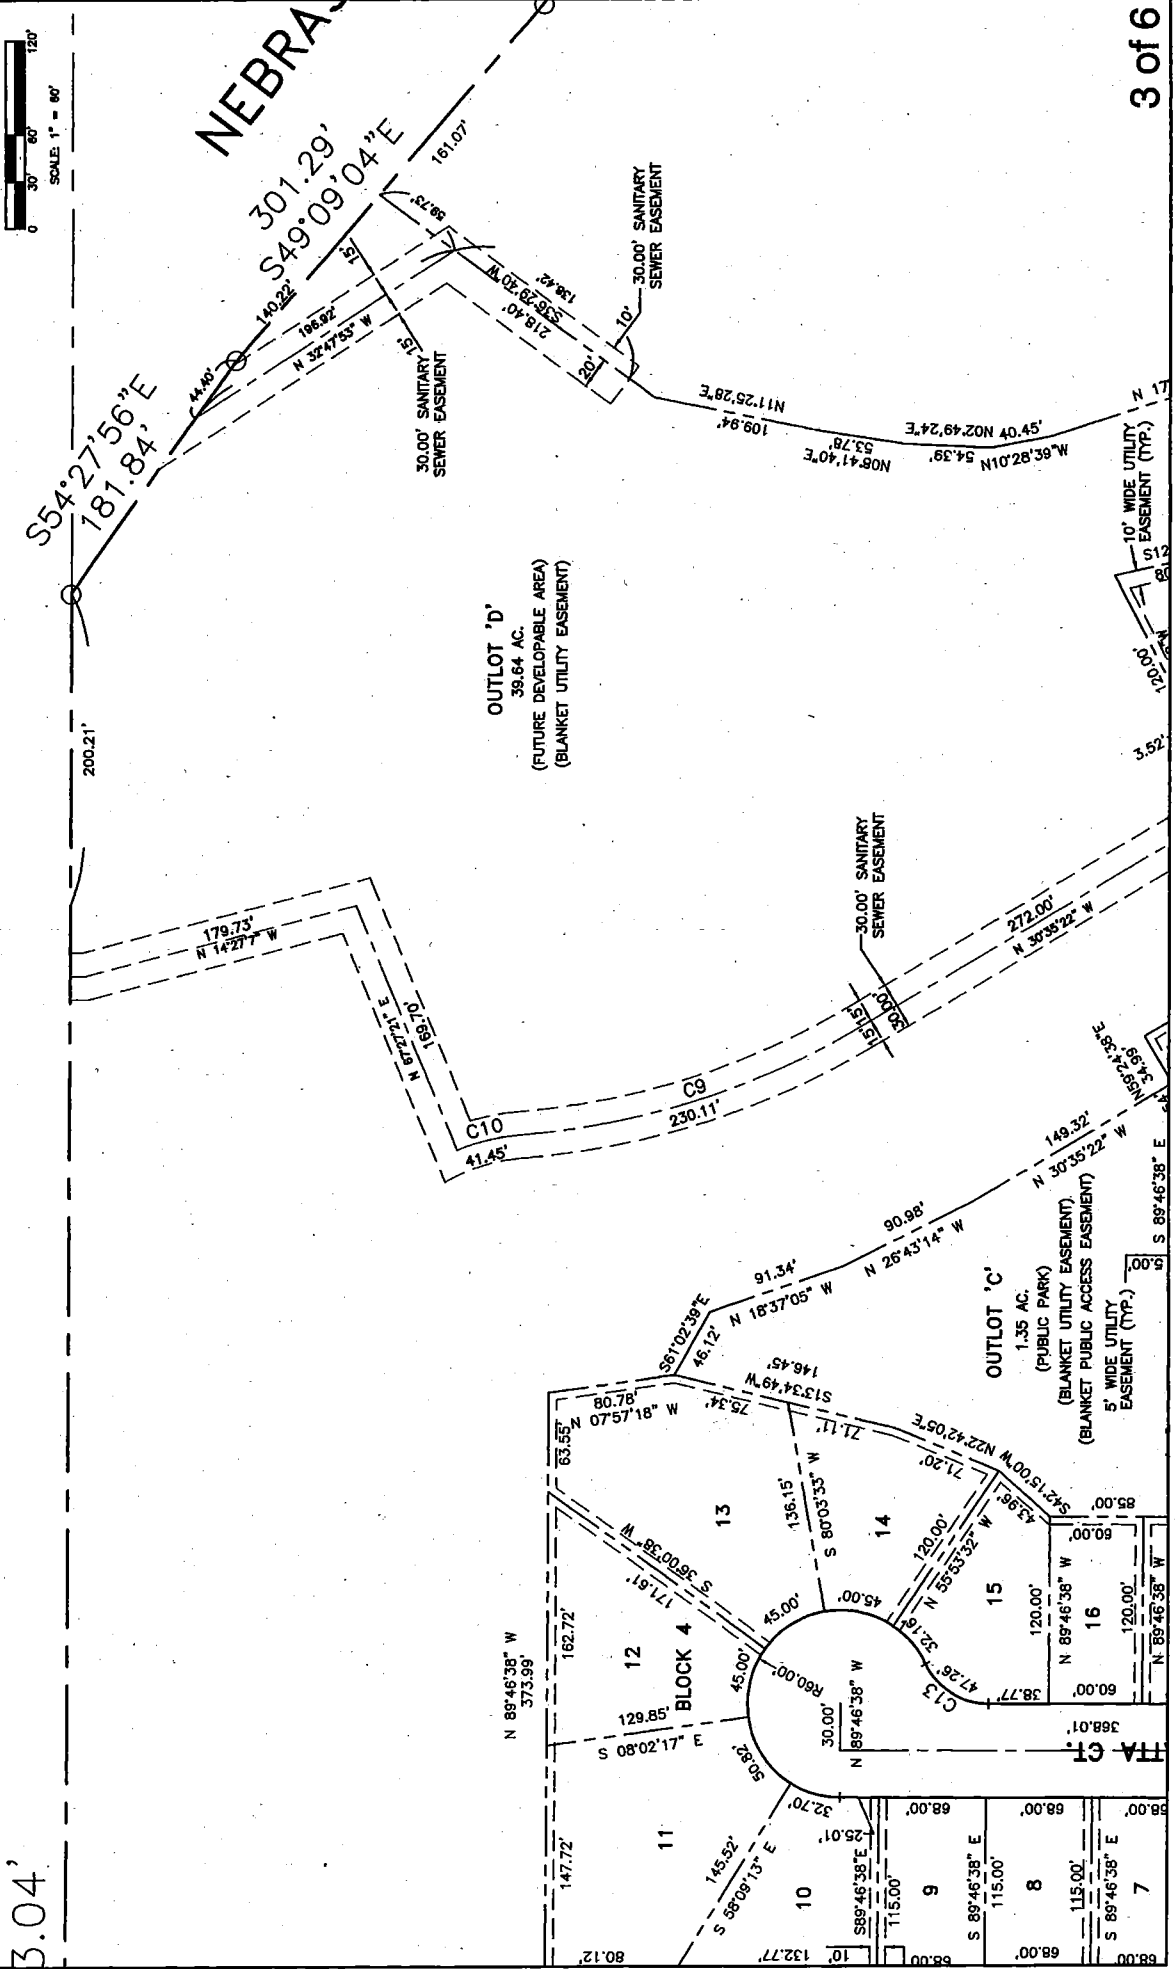 3 of 6
0 30' 60' 120'
SCALE: 1" = 60'
NEBRAS
S54°27'56"E
181.84'
301.29'
S49°09'04"E
161.07'
140.22'
44.40'
59.73'
15'
15'
196.92'
N 32°47'53" W
30.00' SANITARY
SEWER EASEMENT
S36°29'40"W
138.42'
218.40'
10'
20'
30.00' SANITARY
SEWER EASEMENT
N11°25'28"E
109.94'
N08°41'40"E
53.78'
N02°49'24"E
54.39'
40.45'
N10°28'39"W
N 17
10' WIDE UTILITY
EASEMENT (TYP.)
S12
80
120.00'
3.52'
200.21'
OUTLOT 'D'
39.64 AC.
(FUTURE DEVELOPABLE AREA)
(BLANKET UTILITY EASEMENT)
179.73'
N 14°27'7" W
N 67°27'21" E
169.70'
C10
41.45'
C9
230.11'
15'
15'
30.00'
30.00' SANITARY
SEWER EASEMENT
272.00'
N 30°35'22" W
N59°24'38"E
34.99'
149.32'
N 30°35'22" W
90.98'
N 26°43'14" W
91.34'
N 18°37'05" W
S61°02'39"E
46.12'
OUTLOT 'C'
1.35 AC.
(PUBLIC PARK)
(BLANKET UTILITY EASEMENT)
(BLANKET PUBLIC ACCESS EASEMENT)
5' WIDE UTILITY
EASEMENT (TYP.)
5.00'
S 89°46'38" E
3.04'
N 89°46'38" W
373.99'
147.72'
162.72'
63.55'
80.78'
N 07°57'18" W
75.34'
146.45'
S13°34'49"W
71.11'
N22°42'05"E
71.20'
S42°15'00"W
43.96'
85.00'
13
136.15'
S 80°03'33" W
14
120.00'
N 55°53'32" W
15
120.00'
N 89°46'38" W
60.00'
16
120.00'
N 89°46'38" W
60.00'
12
BLOCK 4
S 36°00'38" W
171.61'
129.85'
S 08°02'17" E
45.00'
45.00'
45.00'
32.16'
R60.00'
50.82'
32.70'
47.26'
C13
38.77'
30.00'
N 89°46'38" W
368.01'
TTA CT.
11
145.52'
S 58°09'13" E
80.12'
10
132.77'
10'
25.01'
S89°46'38"E
115.00'
9
68.00'
68.00'
S 89°46'38" E
115.00'
8
68.00'
68.00'
115.00'
S 89°46'38" E
7
68.00'
68.00'